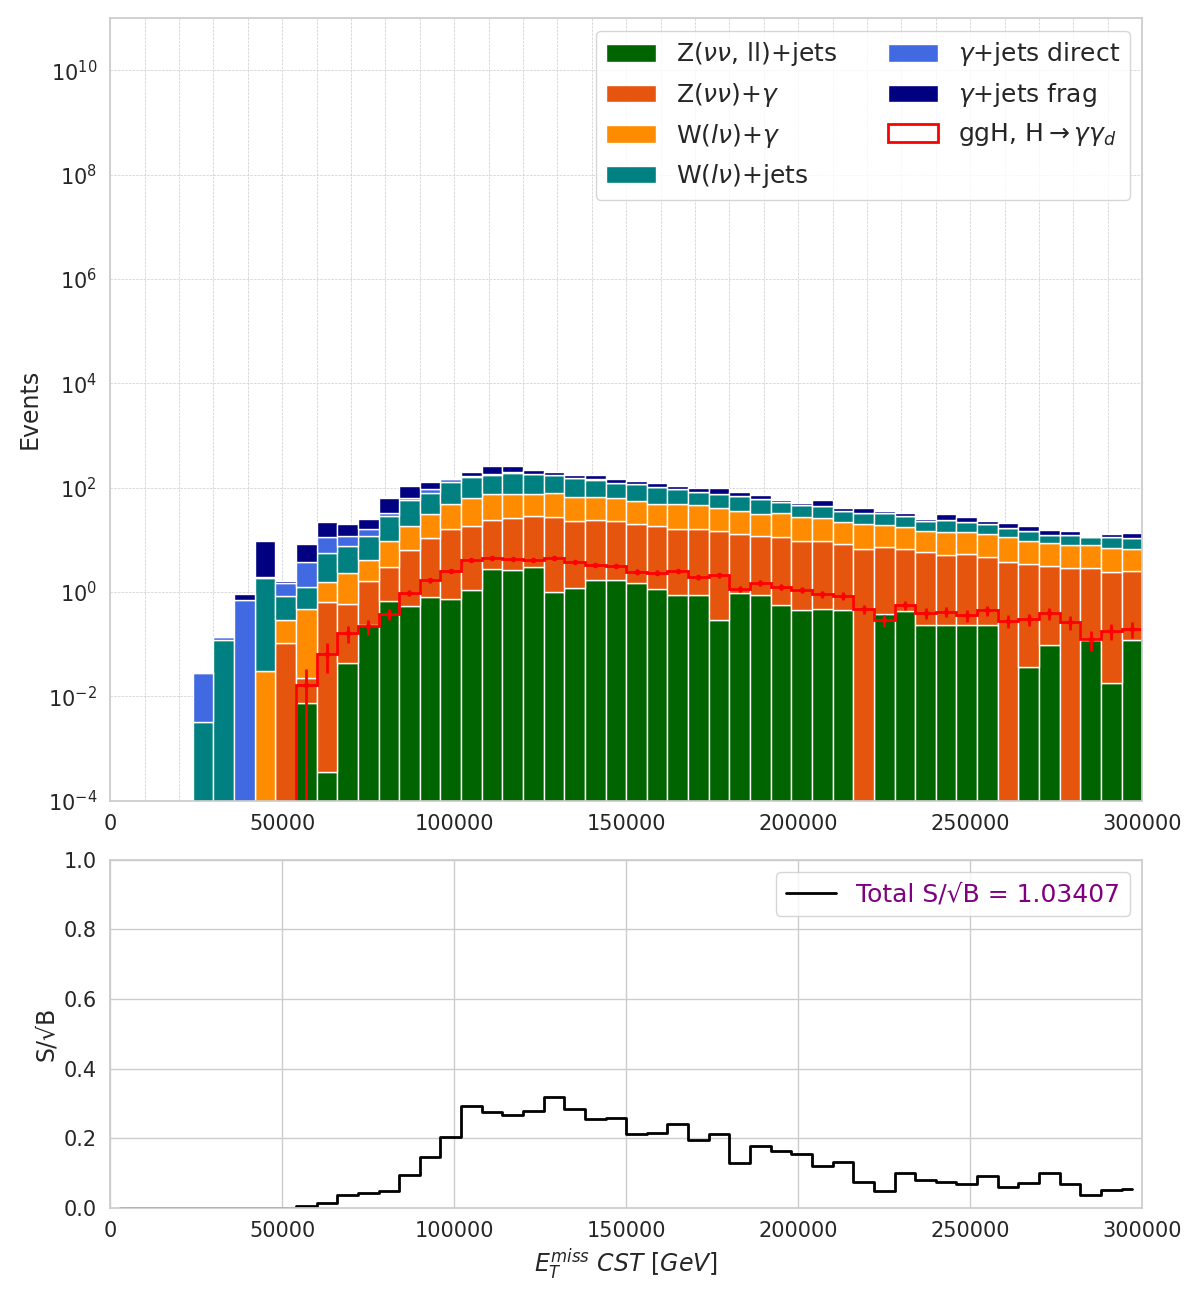 Z(νν, ll)+jets
Z(νν)+γ
W(lν)+γ
W(lν)+jets
γ+jets direct
γ+jets frag
ggH, H→γγ_d
Events
10^10
10^8
10^6
10^4
10^2
10^0
10^−2
10^−4
0 50000 100000 150000 200000 250000 300000
Total S/√B = 1.03407
S/√B
1.0
0.8
0.6
0.4
0.2
0.0
0 50000 100000 150000 200000 250000 300000
E_T^miss CST [GeV]